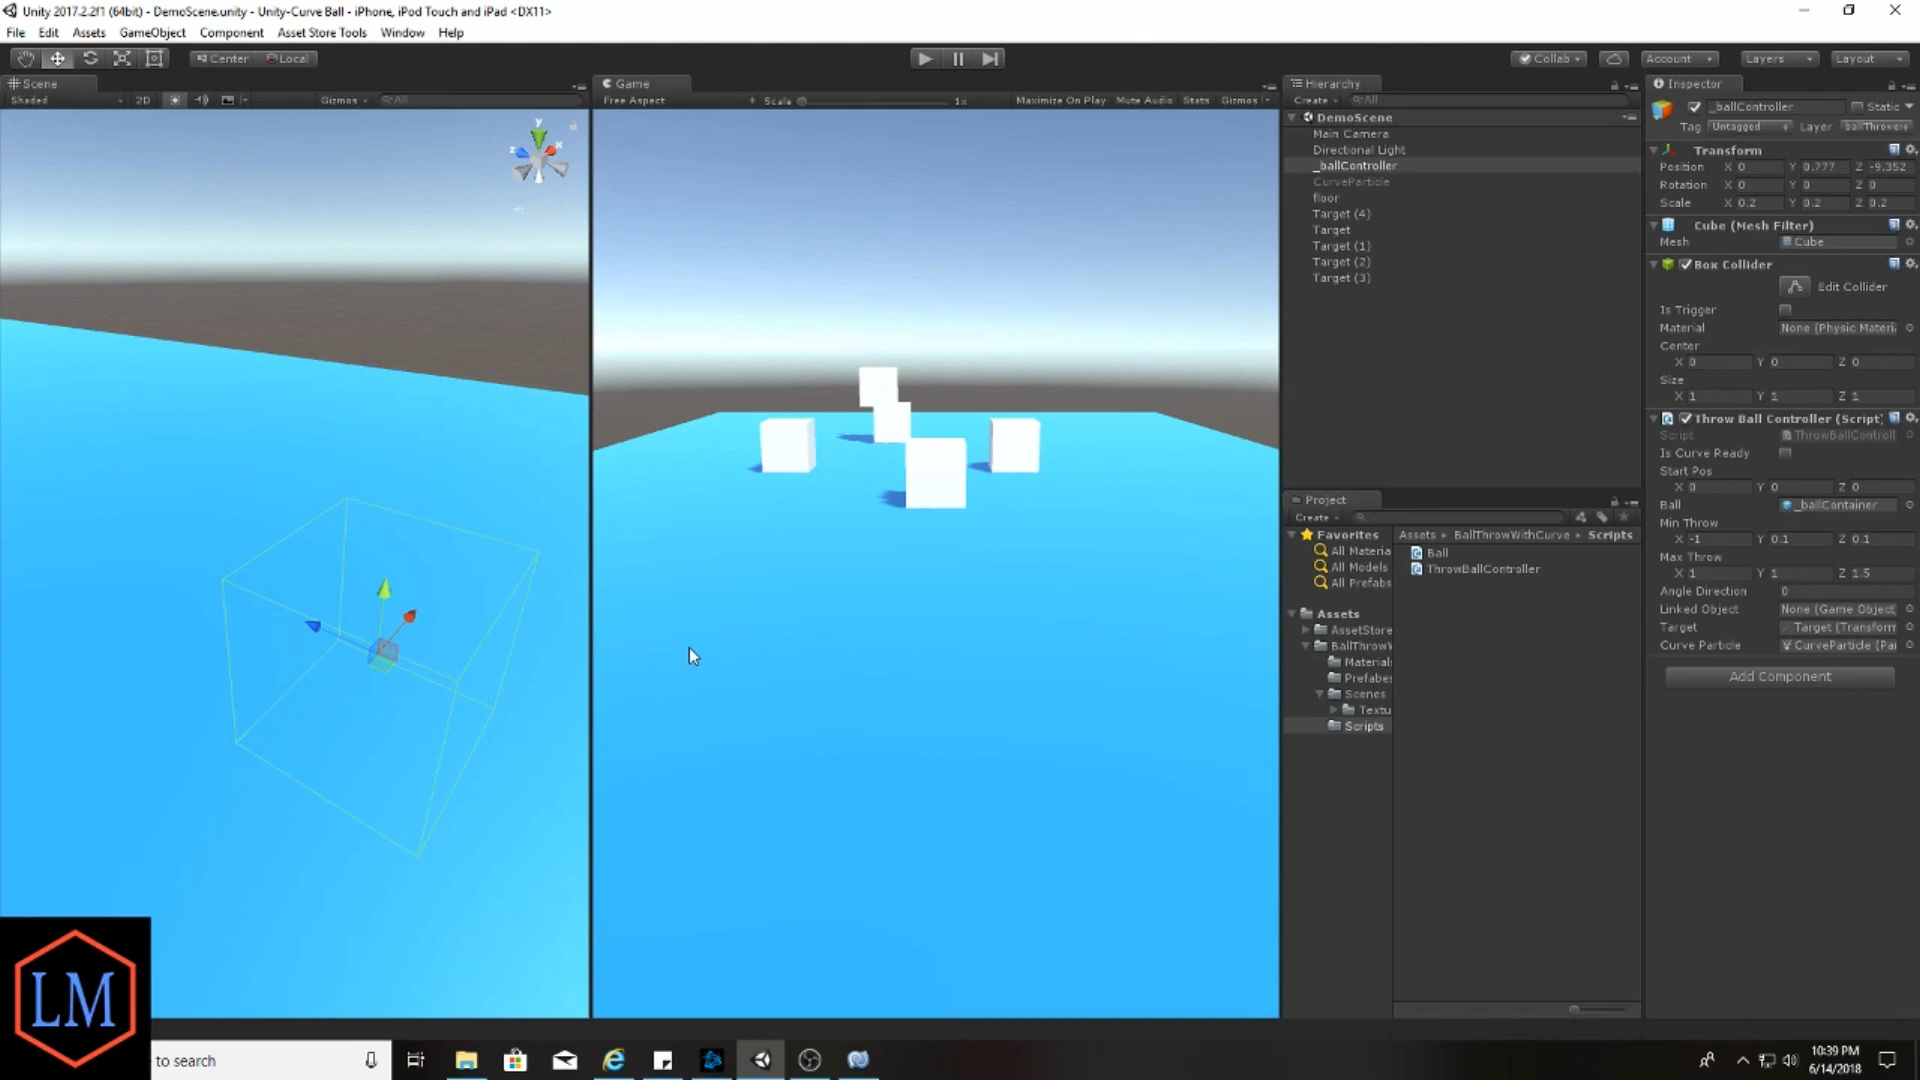 Unity 2017.2.2f1 (64bit) - DemoScene.unity - Unity-Curve Ball - iPhone, iPod Touch and iPad <DX11>
File Edit Assets GameObject Component Asset Store Tools Window Help
Center Local Collab Account Layers Layout
Scene
Shaded 2D Gizmos All
Game
Free Aspect Scale 1x Maximize On Play Mute Audio Stats Gizmos
y
x
z
Hierarchy
Create All
DemoScene
Main Camera
Directional Light
_ballController
CurveParticle
floor
Target (4)
Target
Target (1)
Target (2)
Target (3)
Project
Create
Favorites
All Materia
All Models
All Prefabs
Assets
AssetStore
BallThrowW
Materials
Prefabes
Scenes
Textu
Scripts
Assets BallThrowWithCurve Scripts
Ball
ThrowBallController
Inspector
_ballController Static
Tag Untagged Layer ballThrower
Transform
Position X 0 Y 0.777 Z -9.352
Rotation X 0 Y 0 Z 0
Scale X 0.2 Y 0.2 Z 0.2
Cube (Mesh Filter)
Mesh Cube
Box Collider
Edit Collider
Is Trigger
Material None (Physic Materi
Center
X 0 Y 0 Z 0
Size
X 1 Y 1 Z 1
Throw Ball Controller (Script)
Script ThrowBallControll
Is Curve Ready
Start Pos
X 0 Y 0 Z 0
Ball _ballContainer
Min Throw
X -1 Y 0.1 Z 0.1
Max Throw
X 1 Y 1 Z 1.5
Angle Direction 0
Linked Object None (Game Object)
Target Target (Transform
Curve Particle CurveParticle (Pa
Add Component
LM
to search
10:39 PM
6/14/2018